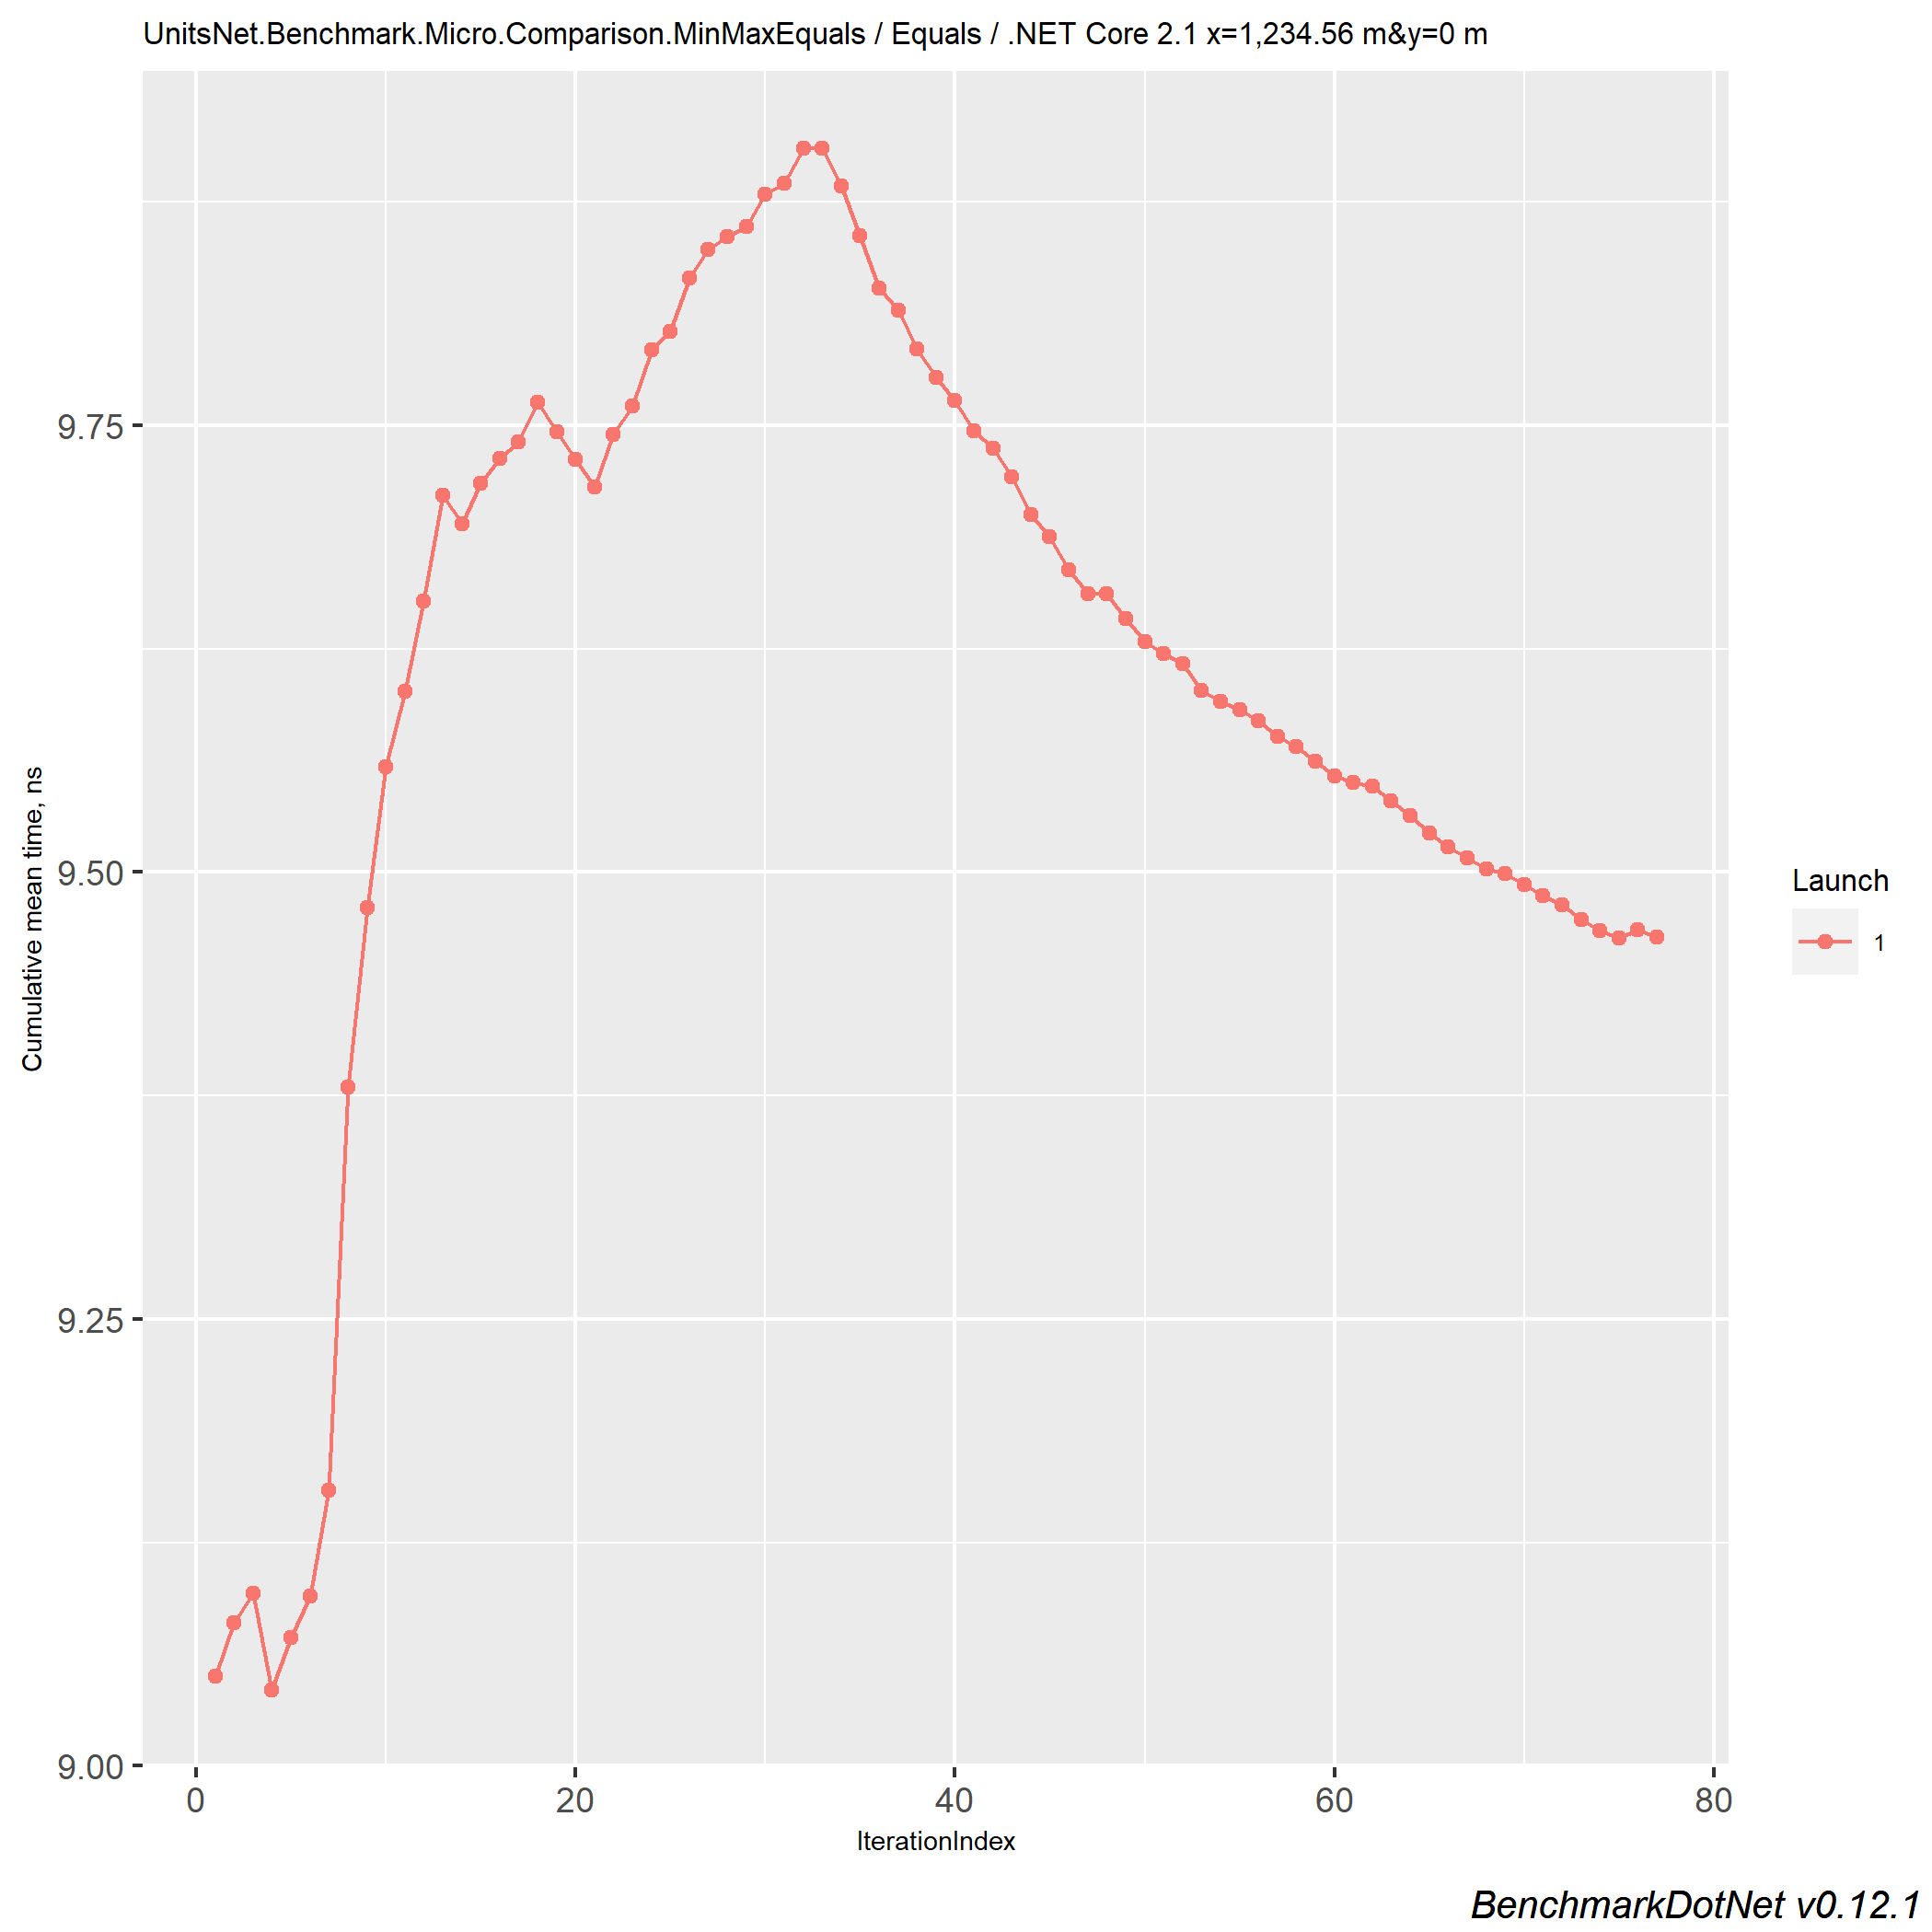 UnitsNet.Benchmark.Micro.Comparison.MinMaxEquals / Equals / .NET Core 2.1 x=1,234.56 m&y=0 m
Cumulative mean time, ns
9.75
9.50
9.25
9.00
0 20 40 60 80
IterationIndex
Launch
1
BenchmarkDotNet v0.12.1